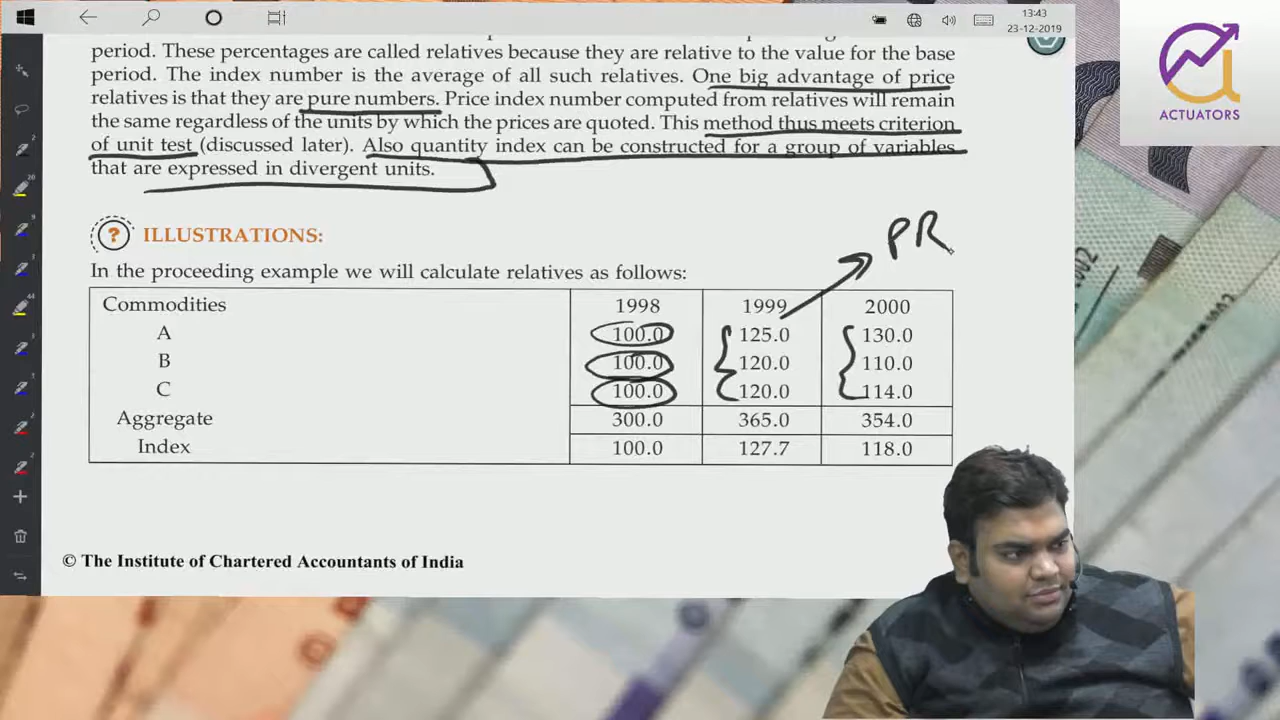 13:43
23-12-2019
period. These percentages are called relatives because they are relative to the value for the base
period. The index number is the average of all such relatives. One big advantage of price
relatives is that they are pure numbers. Price index number computed from relatives will remain
the same regardless of the units by which the prices are quoted. This method thus meets criterion
of unit test (discussed later). Also quantity index can be constructed for a group of variables
that are expressed in divergent units.
ACTUATORS
? ILLUSTRATIONS:
PR
In the proceeding example we will calculate relatives as follows:
Commodities 1998 1999 2000
A 100.0 125.0 130.0
B 100.0 120.0 110.0
C 100.0 120.0 114.0
Aggregate 300.0 365.0 354.0
Index 100.0 127.7 118.0
© The Institute of Chartered Accountants of India